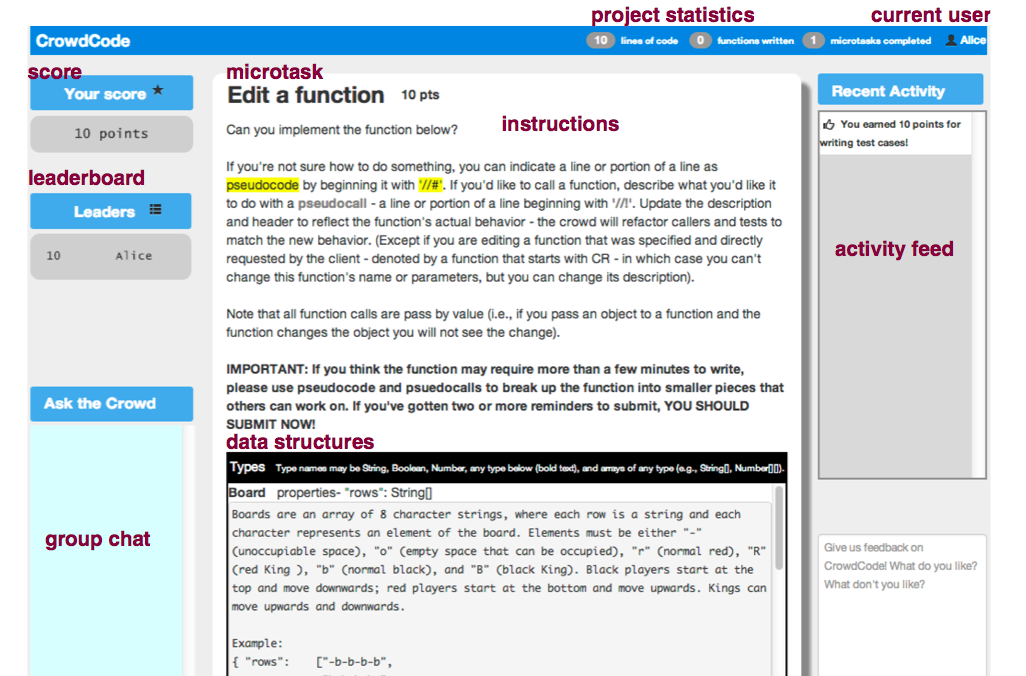 project statistics
current user
CrowdCode
10 lines of code 0 functions written 1 microtasks completed Alice
score
Your score
10 points
leaderboard
Leaders
10 Alice
Ask the Crowd
group chat
microtask
Edit a function 10 pts
instructions
Can you implement the function below?
If you're not sure how to do something, you can indicate a line or portion of a line as
pseudocode by beginning it with '//#'. If you'd like to call a function, describe what you'd like it
to do with a pseudocall - a line or portion of a line beginning with '//!'. Update the description
and header to reflect the function's actual behavior - the crowd will refactor callers and tests to
match the new behavior. (Except if you are editing a function that was specified and directly
requested by the client - denoted by a function that starts with CR - in which case you can't
change this function's name or parameters, but you can change its description).
Note that all function calls are pass by value (i.e., if you pass an object to a function and the
function changes the object you will not see the change).
IMPORTANT: If you think the function may require more than a few minutes to write,
please use pseudocode and psuedocalls to break up the function into smaller pieces that
others can work on. If you've gotten two or more reminders to submit, YOU SHOULD
SUBMIT NOW!
data structures
Types Type names may be String, Boolean, Number, any type below (bold text), and arrays of any type (e.g., String[], Number[][]).
Board properties- "rows": String[]
Boards are an array of 8 character strings, where each row is a string and each
character represents an element of the board. Elements must be either "-"
(unoccupiable space), "o" (empty space that can be occupied), "r" (normal red), "R"
(red King ), "b" (normal black), and "B" (black King). Black players start at the
top and move downwards; red players start at the bottom and move upwards. Kings can
move upwards and downwards.
Example:
{ "rows": ["-b-b-b-b",
Recent Activity
You earned 10 points for
writing test cases!
activity feed
Give us feedback on
CrowdCode! What do you like?
What don't you like?